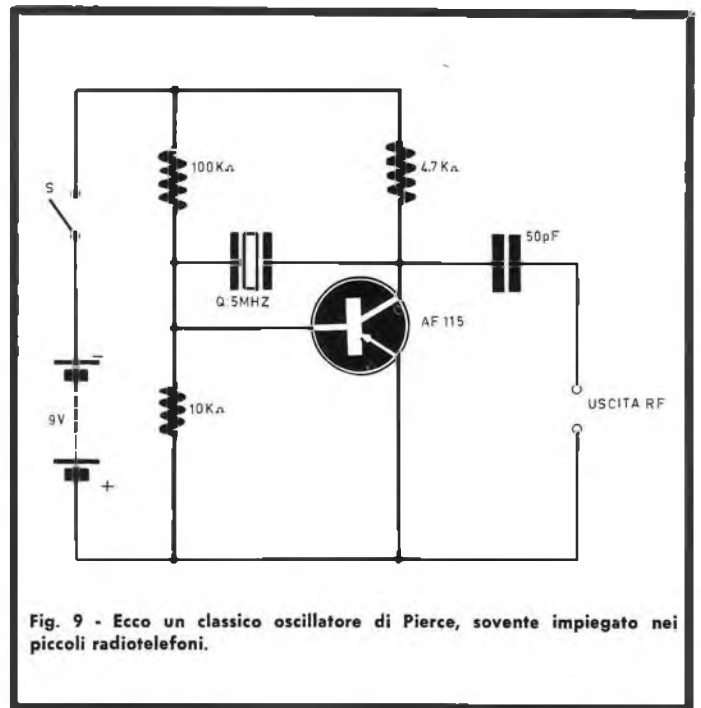 100KΩ
4.7KΩ
S
50pF
Q:5MHZ
AF 115
-
9V
10KΩ
USCITA RF
+
Fig. 9 - Ecco un classico oscillatore di Pierce, sovente impiegato nei
piccoli radiotelefoni.